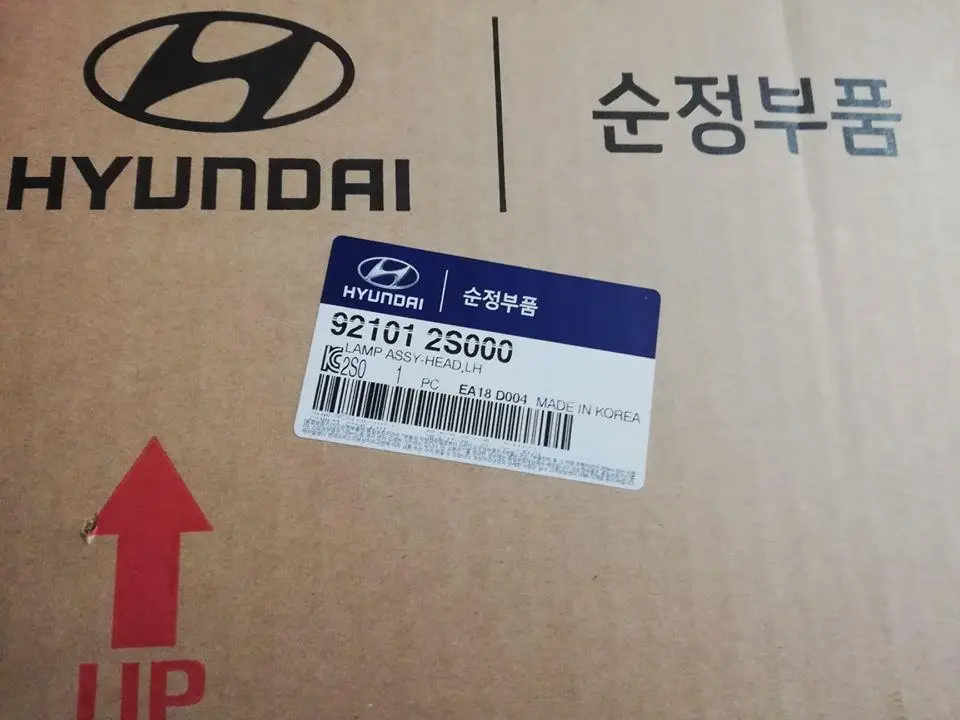 HYUNDAI
순정부품
HYUNDAI
순정부품
92101 2S000
LAMP ASSY-HEAD,LH
2S0 1 PC EA18 D004 MADE IN KOREA
UP